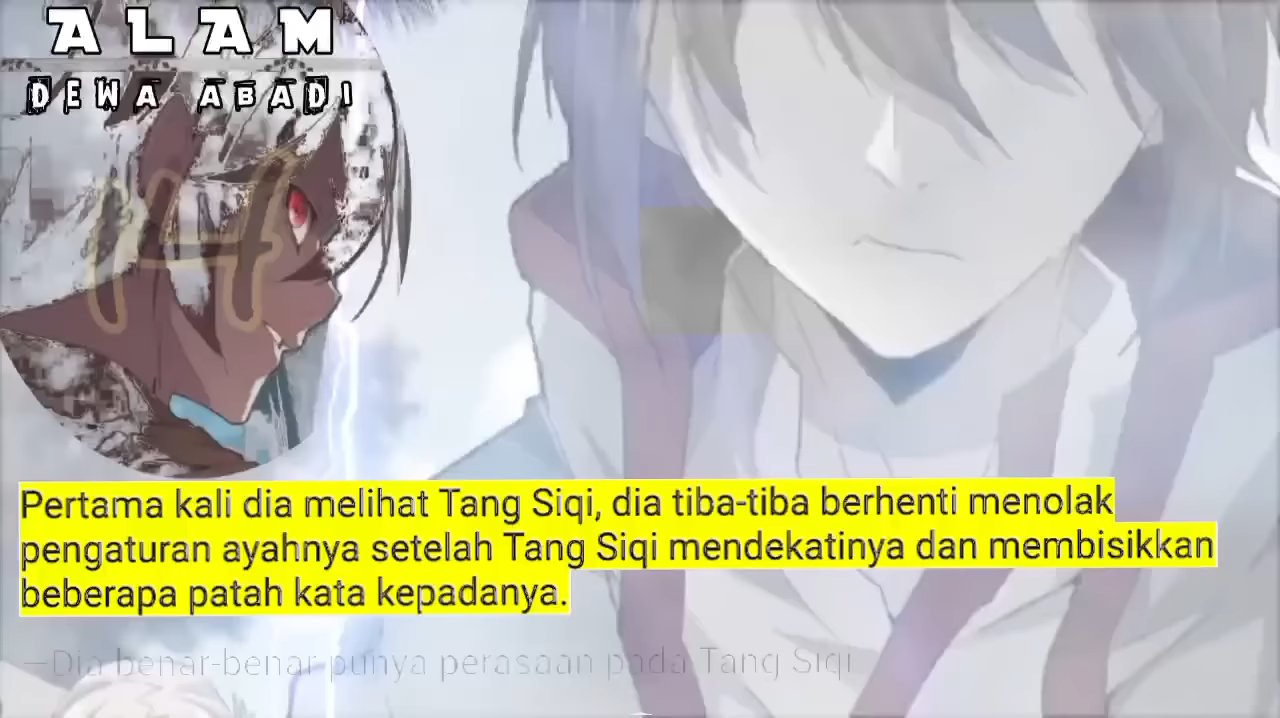 ALAM
DEWA ABADI
Pertama kali dia melihat Tang Siqi, dia tiba-tiba berhenti menolak
pengaturan ayahnya setelah Tang Siqi mendekatinya dan membisikkan
beberapa patah kata kepadanya.
—Dia benar-benar punya perasaan pada Tang Siqi